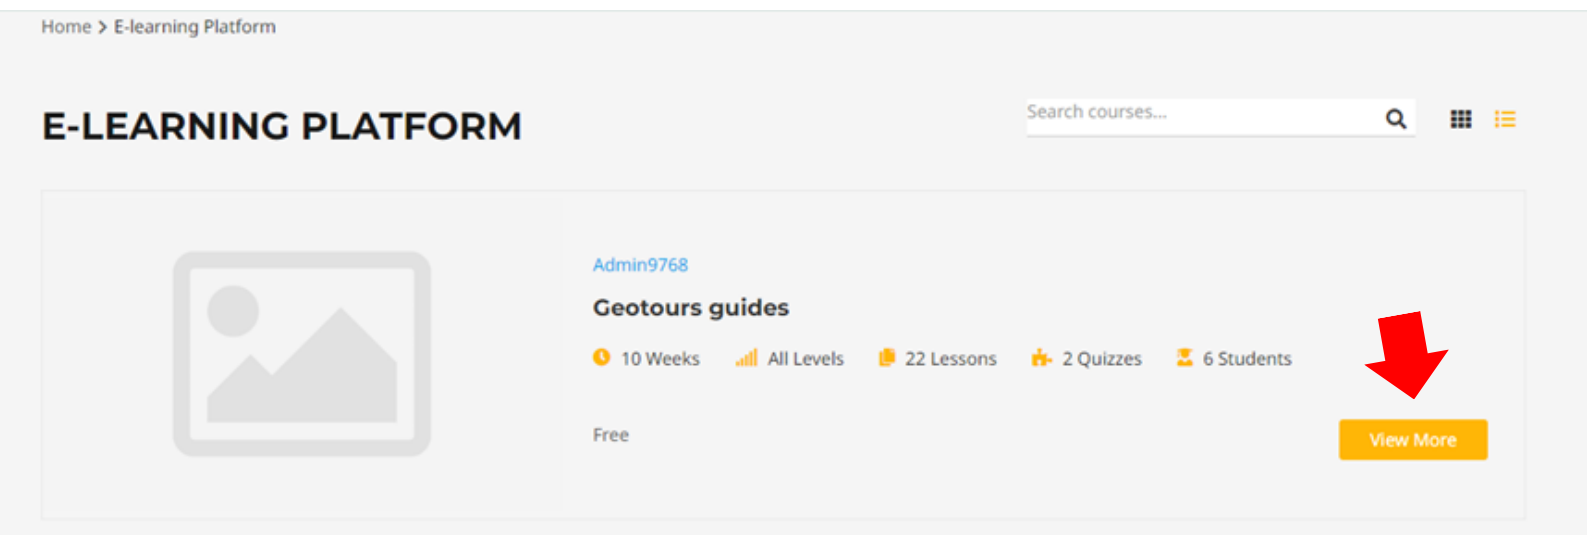 Home > E-learning Platform
E-LEARNING PLATFORM
Search courses...
Admin9768
Geotours guides
10 Weeks All Levels 22 Lessons 2 Quizzes 6 Students
Free
View More